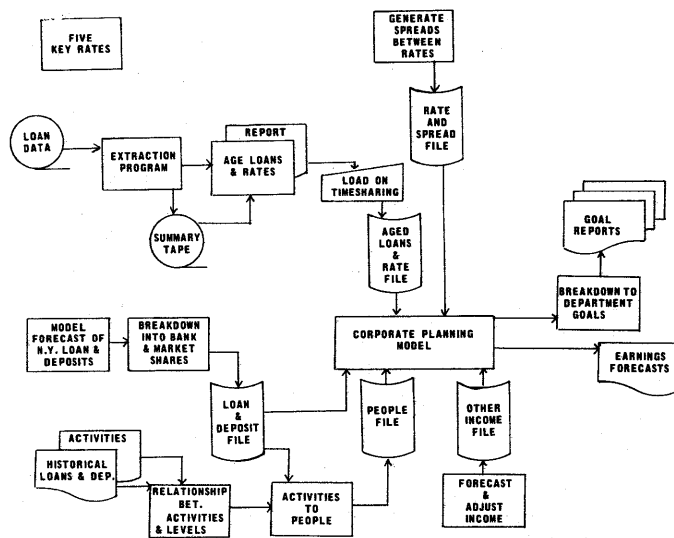 FIVE
KEY RATES
GENERATE
SPREADS
BETWEEN
RATES
LOAN
DATA
EXTRACTION
PROGRAM
REPORT
AGE LOANS
& RATES
RATE
AND
SPREAD
FILE
LOAD ON
TIMESHARING
SUMMARY
TAPE
AGED
LOANS
&
RATE
FILE
GOAL
REPORTS
BREAKDOWN TO
DEPARTMENT
GOALS
MODEL
FORECAST OF
N.Y. LOAN &
DEPOSITS
BREAKDOWN
INTO BANK
& MARKET
SHARES
CORPORATE PLANNING
MODEL
EARNINGS
FORECASTS
LOAN
&
DEPOSIT
FILE
PEOPLE
FILE
OTHER
INCOME
FILE
ACTIVITIES
HISTORICAL
LOANS & DEP.
RELATIONSHIP
BET.
ACTIVITIES
& LEVELS
ACTIVITIES
TO
PEOPLE
FORECAST
&
ADJUST
INCOME